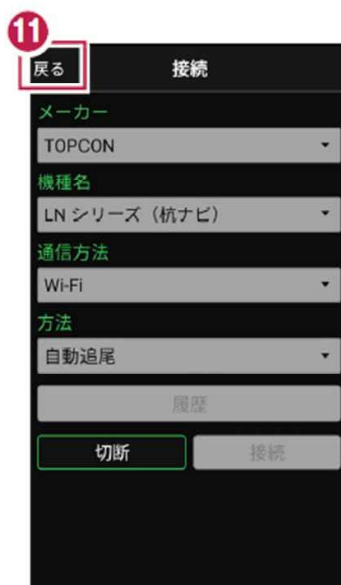 11
戻る 接続
メーカー
TOPCON
機種名
LN シリーズ（杭ナビ）
通信方法
Wi-Fi
方法
自動追尾
履歴
切断 接続